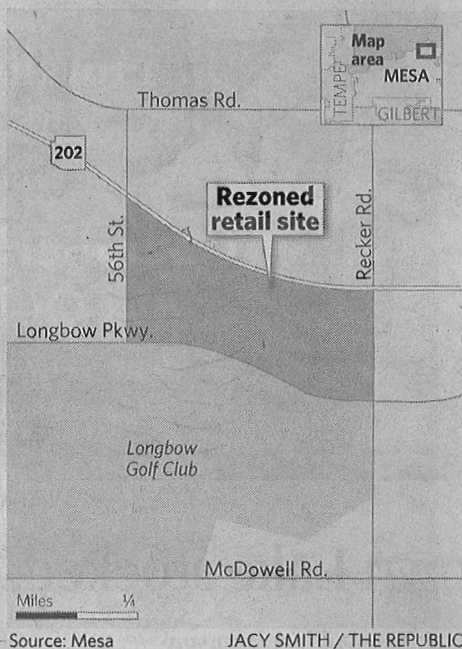 Map
area
MESA
TEMPE
GILBERT
Thomas Rd.
202
Rezoned
retail site
56th St.
Recker Rd.
Longbow Pkwy.
Longbow
Golf Club
McDowell Rd.
Miles ¼
Source: Mesa JACY SMITH / THE REPUBLIC